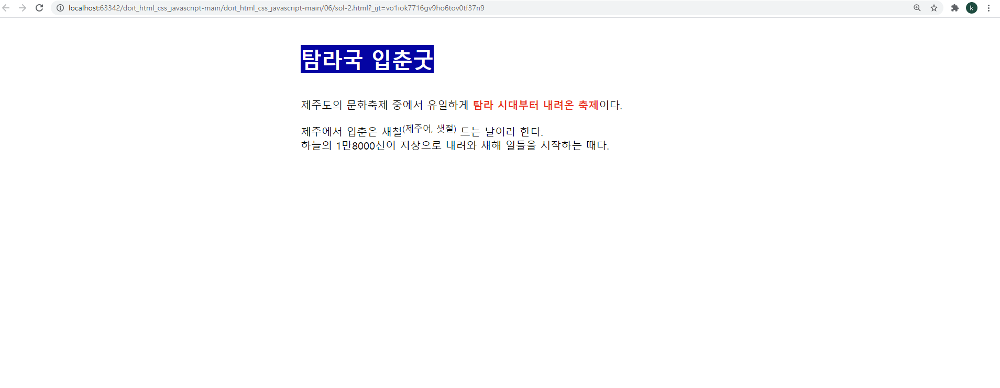 localhost:63342/doit_html_css_javascript-main/doit_html_css_javascript-main/06/sol-2.html?_ijt=vo1iok7716gv9ho6tov0tf37n9
k
탐라국 입춘굿
제주도의 문화축제 중에서 유일하게 탐라 시대부터 내려온 축제이다.
제주에서 입춘은 새철(제주어, 샛절) 드는 날이라 한다.
하늘의 1만8000신이 지상으로 내려와 새해 일들을 시작하는 때다.